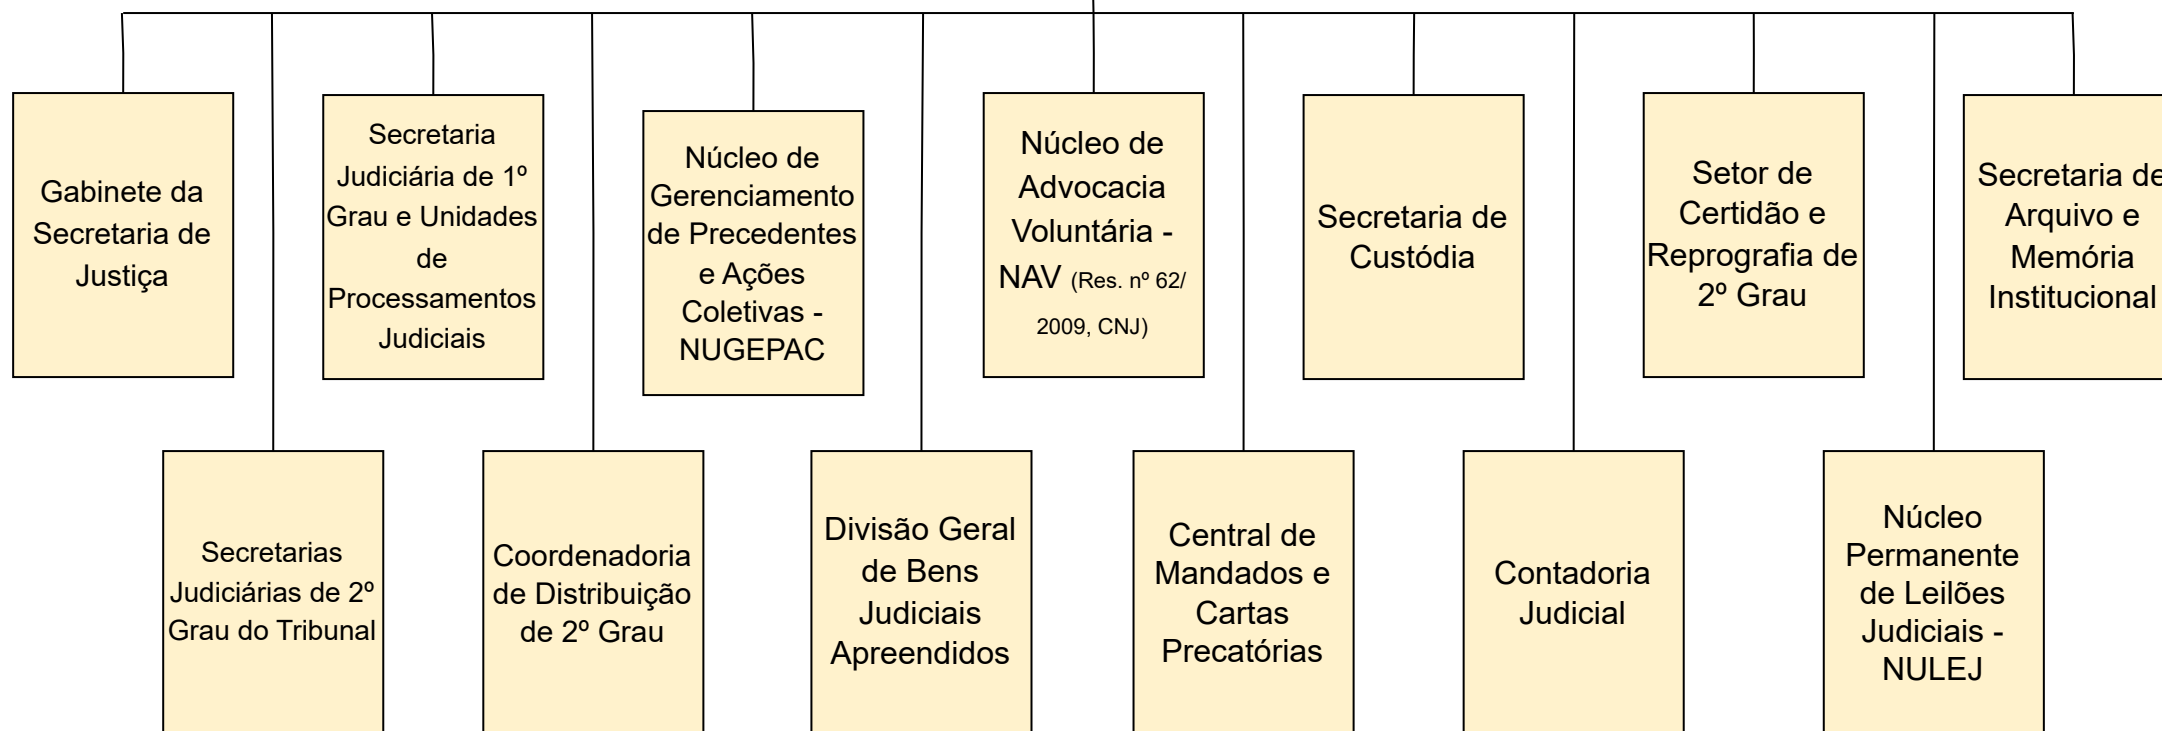 Gabinete da
Secretaria de
Justiça
Secretaria
Judiciária de 1º
Grau e Unidades
de
Processamentos
Judiciais
Núcleo de
Gerenciamento
de Precedentes
e Ações
Coletivas -
NUGEPAC
Núcleo de
Advocacia
Voluntária -
NAV (Res. nº 62/
2009, CNJ)
Secretaria de
Custódia
Setor de
Certidão e
Reprografia de
2º Grau
Secretaria de
Arquivo e
Memória
Institucional
Secretarias
Judiciárias de 2º
Grau do Tribunal
Coordenadoria
de Distribuição
de 2º Grau
Divisão Geral
de Bens
Judiciais
Apreendidos
Central de
Mandados e
Cartas
Precatórias
Contadoria
Judicial
Núcleo
Permanente
de Leilões
Judiciais -
NULEJ